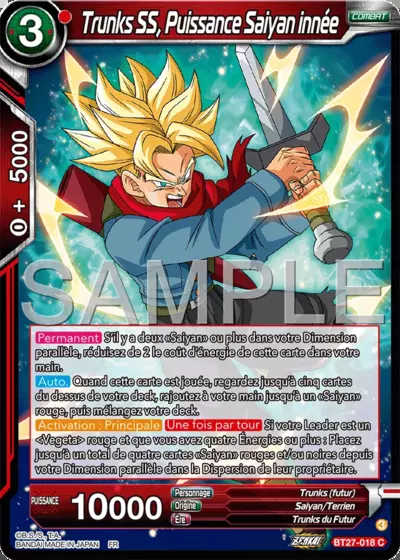 3
Trunks SS, Puissance Saiyan innée
COMBAT
0 + 5000
SAMPLE
Permanent S'il y a deux «Saiyan» ou plus dans votre Dimension
parallèle, réduisez de 2 le coût d'énergie de cette carte dans votre
main.
Auto. Quand cette carte est jouée, regardez jusqu'à cinq cartes
du dessus de votre deck, rajoutez à votre main jusqu'à un «Saiyan»
rouge, puis mélangez votre deck.
Activation : Principale Une fois par tour Si votre Leader est un
<Vegeta> rouge et que vous avez quatre Énergies ou plus : Placez
jusqu'à un total de quatre cartes «Saiyan» rouges et/ou noires depuis
votre Dimension parallèle dans la Dispersion de leur propriétaire.
PUISSANCE
10000
Personnage Trunks (futur)
Origine Saiyan/Terrien
Ère Trunks du Futur
©B.S./S., T.A.
BANDAI MADE IN JAPAN FR
BT27-018 C